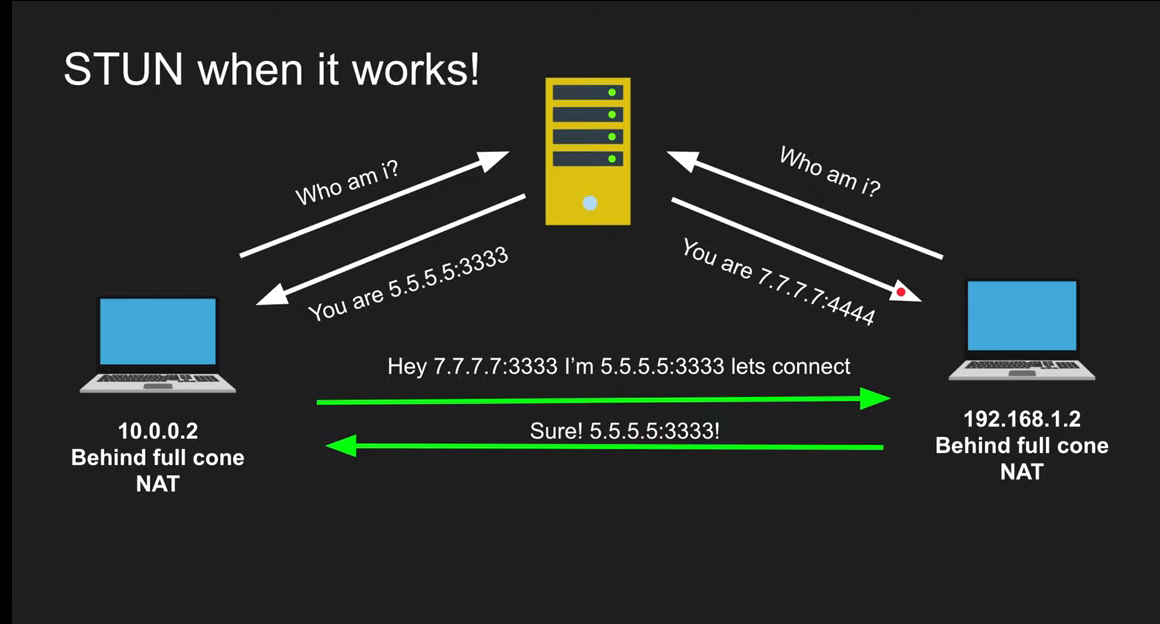 STUN when it works!
Who am i?
Who am i?
You are 5.5.5.5:3333
You are 7.7.7.7:4444
Hey 7.7.7.7:3333 I'm 5.5.5.5:3333 lets connect
Sure! 5.5.5.5:3333!
10.0.0.2
Behind full cone
NAT
192.168.1.2
Behind full cone
NAT